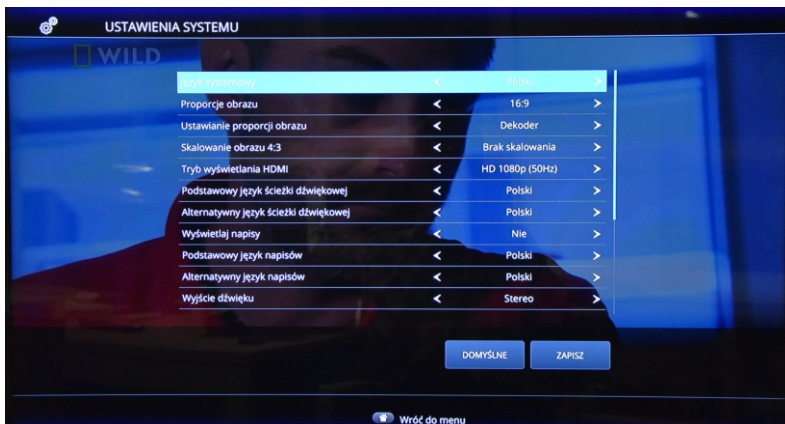 USTAWIENIA SYSTEMU
WILD
Język systemowy Polski
Proporcje obrazu 16:9
Ustawianie proporcji obrazu Dekoder
Skalowanie obrazu 4:3 Brak skalowania
Tryb wyświetlania HDMI HD 1080p (50Hz)
Podstawowy język ścieżki dźwiękowej Polski
Alternatywny język ścieżki dźwiękowej Polski
Wyświetlaj napisy Nie
Podstawowy język napisów Polski
Alternatywny język napisów Polski
Wyjście dźwięku Stereo
DOMYŚLNE ZAPISZ
Wróć do menu